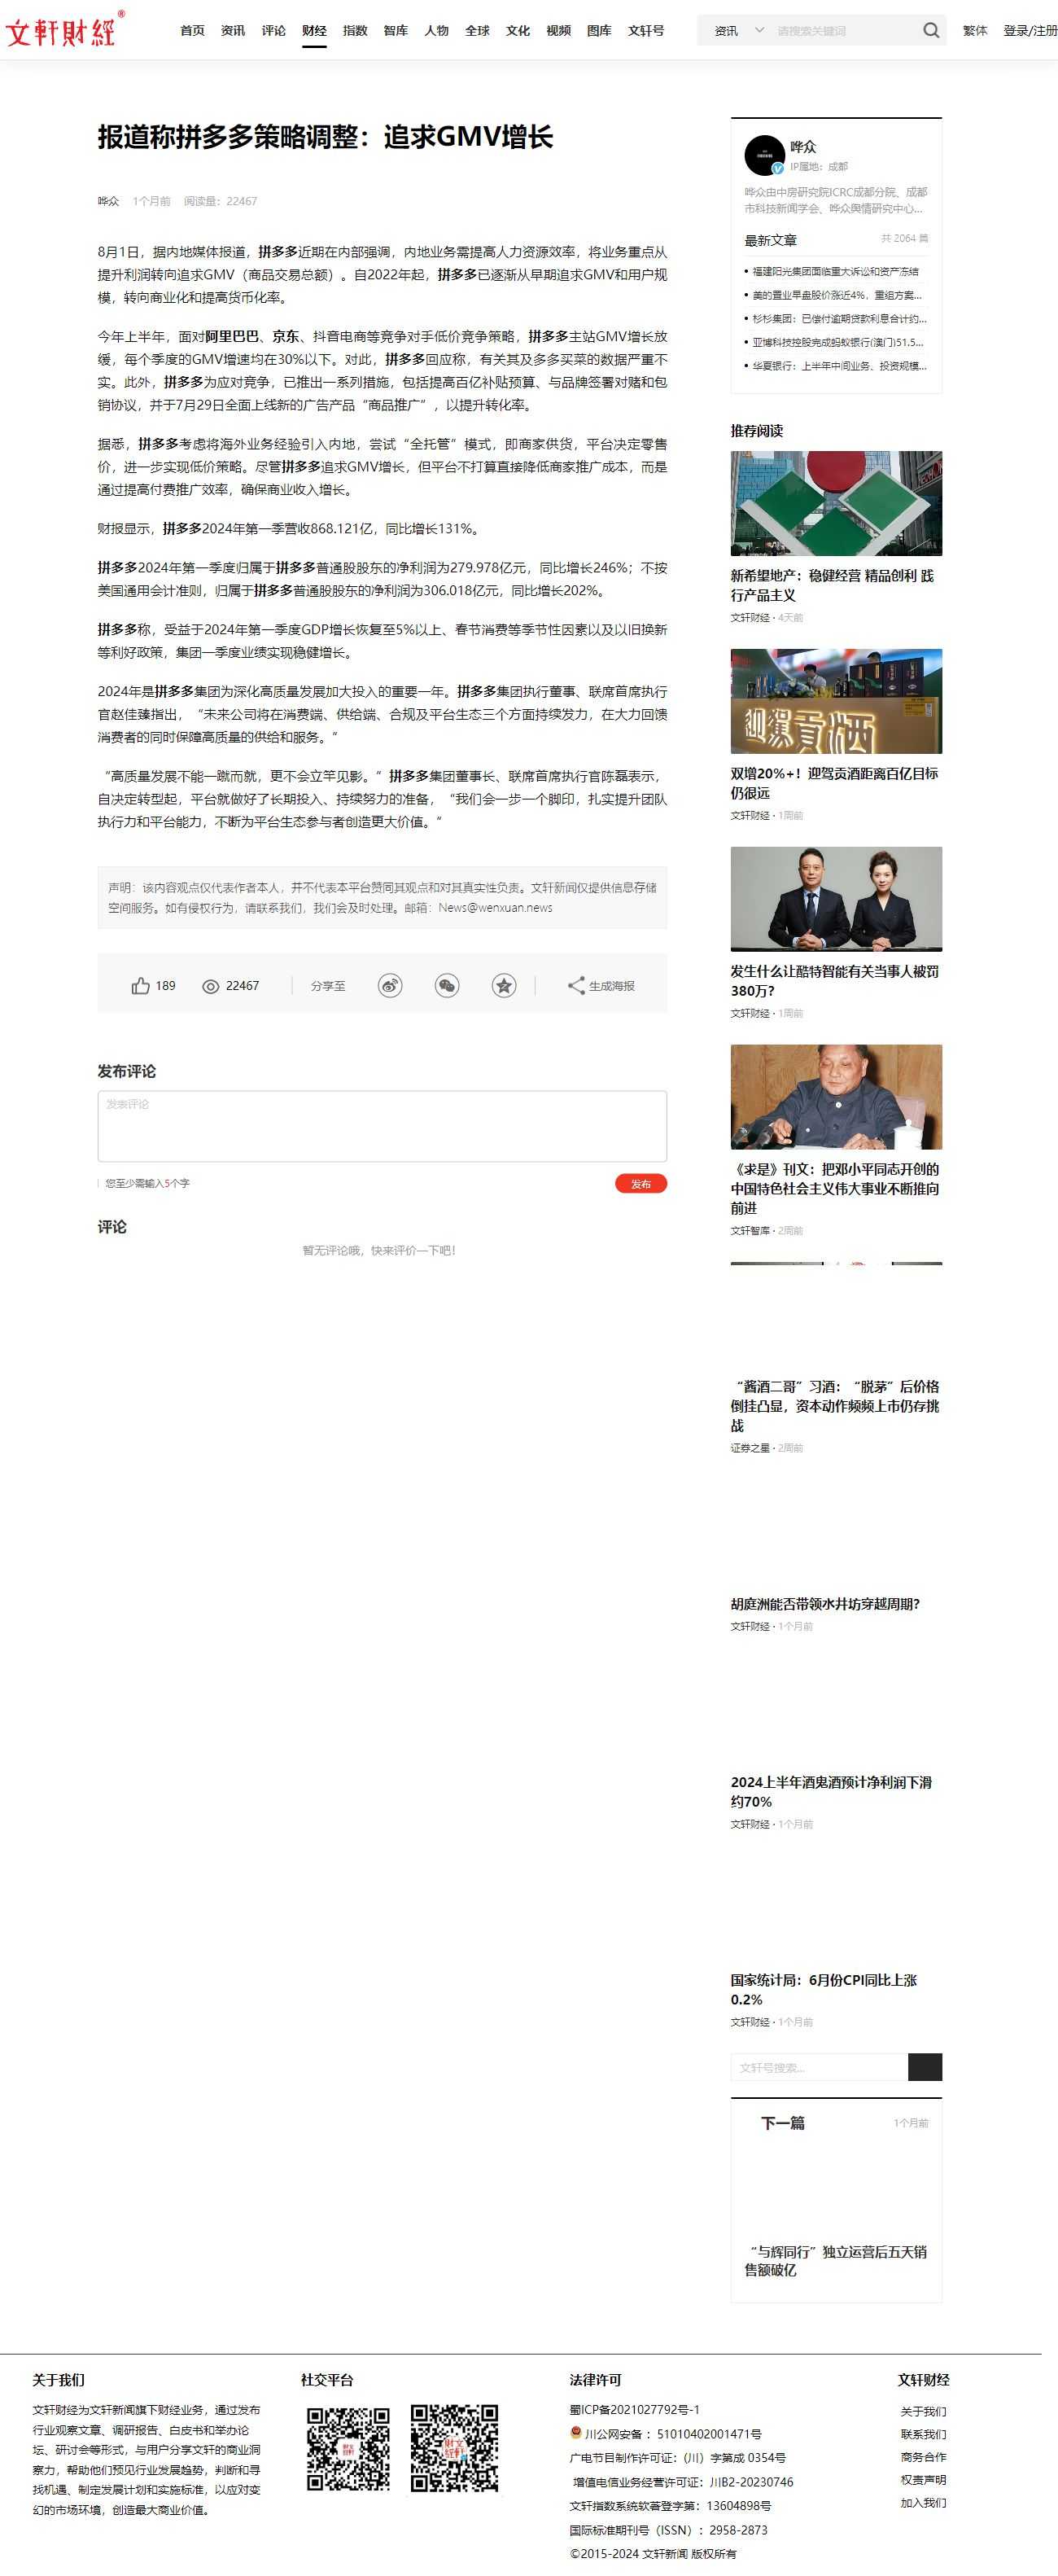 文軒財經®
首页 资讯 评论 财经 指数 智库 人物 全球 文化 视频 图库 文轩号
资讯 请搜索关键词
繁体 登录/注册
报道称拼多多策略调整：追求GMV增长
哗众 1个月前 阅读量：22467
8月1日，据内地媒体报道，拼多多近期在内部强调，内地业务需提高人力资源效率，将业务重点从
提升利润转向追求GMV（商品交易总额）。自2022年起，拼多多已逐渐从早期追求GMV和用户规
模，转向商业化和提高货币化率。
今年上半年，面对阿里巴巴、京东、抖音电商等竞争对手低价竞争策略，拼多多主站GMV增长放
缓，每个季度的GMV增速均在30%以下。对此，拼多多回应称，有关其及多多买菜的数据严重不
实。此外，拼多多为应对竞争，已推出一系列措施，包括提高百亿补贴预算、与品牌签署对赌和包
销协议，并于7月29日全面上线新的广告产品“商品推广”，以提升转化率。
据悉，拼多多考虑将海外业务经验引入内地，尝试“全托管”模式，即商家供货，平台决定零售
价，进一步实现低价策略。尽管拼多多追求GMV增长，但平台不打算直接降低商家推广成本，而是
通过提高付费推广效率，确保商业收入增长。
财报显示，拼多多2024年第一季营收868.121亿，同比增长131%。
拼多多2024年第一季度归属于拼多多普通股股东的净利润为279.978亿元，同比增长246%；不按
美国通用会计准则，归属于拼多多普通股股东的净利润为306.018亿元，同比增长202%。
拼多多称，受益于2024年第一季度GDP增长恢复至5%以上、春节消费等季节性因素以及以旧换新
等利好政策，集团一季度业绩实现稳健增长。
2024年是拼多多集团为深化高质量发展加大投入的重要一年。拼多多集团执行董事、联席首席执行
官赵佳臻指出，“未来公司将在消费端、供给端、合规及平台生态三个方面持续发力，在大力回馈
消费者的同时保障高质量的供给和服务。”
“高质量发展不能一蹴而就，更不会立竿见影。”拼多多集团董事长、联席首席执行官陈磊表示，
自决定转型起，平台就做好了长期投入、持续努力的准备，“我们会一步一个脚印，扎实提升团队
执行力和平台能力，不断为平台生态参与者创造更大价值。”
声明：该内容观点仅代表作者本人，并不代表本平台赞同其观点和对其真实性负责。文轩新闻仅提供信息存储
空间服务。如有侵权行为，请联系我们，我们会及时处理。邮箱：News@wenxuan.news
189 22467 分享至 生成海报
发布评论
发表评论
您至少需输入5个字 发布
评论
暂无评论哦，快来评价一下吧！
哗众
IP属地：成都
哗众由中房研究院ICRC成都分院、成都
市科技新闻学会、哗众舆情研究中心...
最新文章 共 2064 篇
福建阳光集团面临重大诉讼和资产冻结
美的置业早盘股价涨近4%，重组方案...
杉杉集团：已偿付逾期贷款利息合计约...
亚博科技控股完成蚂蚁银行(澳门)51.5...
华夏银行：上半年中间业务、投资规模...
推荐阅读
新希望地产：稳健经营 精品创利 践
行产品主义
文轩财经 · 4天前
迎駕貢酒
双增20%+！迎驾贡酒距离百亿目标
仍很远
文轩财经 · 1周前
发生什么让酷特智能有关当事人被罚
380万?
文轩财经 · 1周前
《求是》刊文：把邓小平同志开创的
中国特色社会主义伟大事业不断推向
前进
文轩智库 · 2周前
“酱酒二哥”习酒：“脱茅”后价格
倒挂凸显，资本动作频频上市仍存挑
战
证券之星 · 2周前
胡庭洲能否带领水井坊穿越周期?
文轩财经 · 1个月前
2024上半年酒鬼酒预计净利润下滑
约70%
文轩财经 · 1个月前
国家统计局：6月份CPI同比上涨
0.2%
文轩财经 · 1个月前
文轩号搜索...
下一篇 1个月前
“与辉同行”独立运营后五天销
售额破亿
关于我们
文轩财经为文轩新闻旗下财经业务，通过发布
行业观察文章、调研报告、白皮书和举办论
坛、研讨会等形式，与用户分享文轩的商业洞
察力，帮助他们预见行业发展趋势，判断和寻
找机遇、制定发展计划和实施标准，以应对变
幻的市场环境，创造最大商业价值。
社交平台
法律许可
蜀ICP备2021027792号-1
川公网安备 ：51010402001471号
广电节目制作许可证：（川）字第成 0354号
增值电信业务经营许可证：川B2-20230746
文轩指数系统软著登字第：13604898号
国际标准期刊号（ISSN）：2958-2873
©2015-2024 文轩新闻 版权所有
文轩财经
关于我们
联系我们
商务合作
权责声明
加入我们